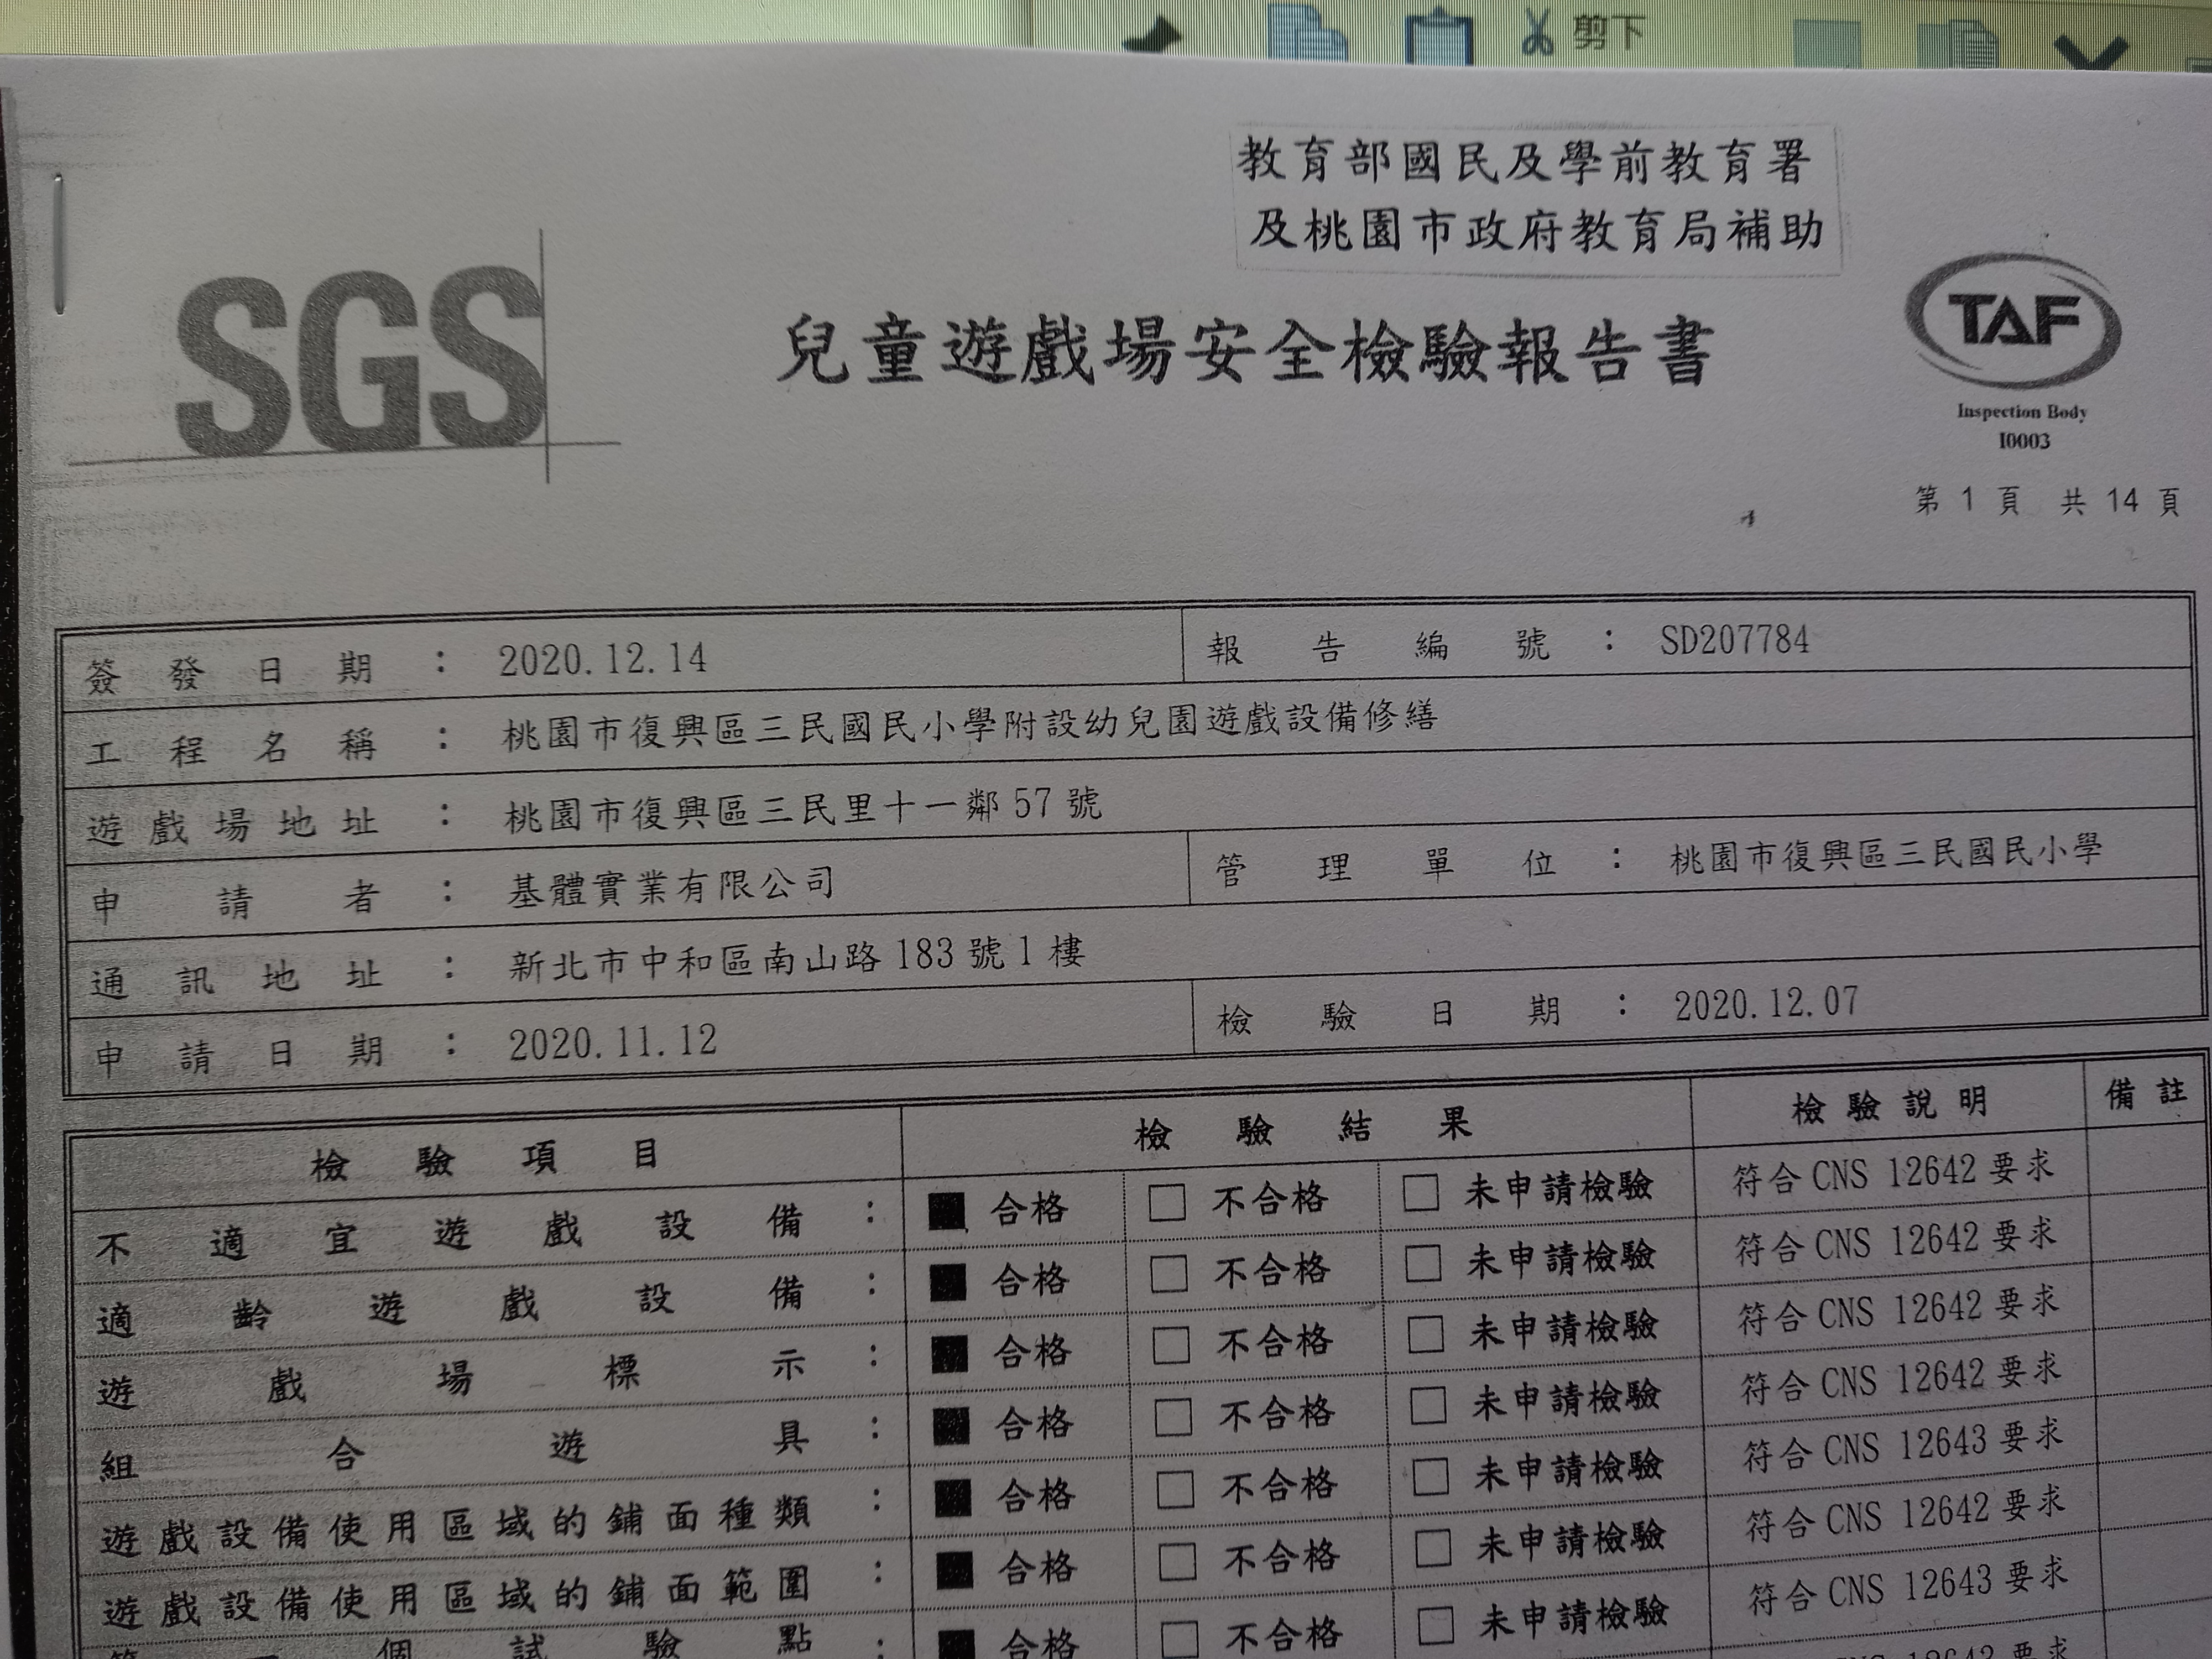 剪下
教育部國民及學前教育署
及桃園市政府教育局補助
SGS
兒童遊戲場安全檢驗報告書
TAF
Inspection Body
I0003
第 1 頁 共 14 頁
簽發日期：2020.12.14 報告編號：SD207784
工程名稱：桃園市復興區三民國民小學附設幼兒園遊戲設備修繕
遊戲場地址：桃園市復興區三民里十一鄰 57 號
申請者：基體實業有限公司 管理單位：桃園市復興區三民國民小學
通訊地址：新北市中和區南山路 183 號 1 樓
申請日期：2020.11.12 檢驗日期：2020.12.07
檢驗項目 檢驗結果 檢驗說明 備註
不適宜遊戲設備：■ 合格 □ 不合格 □ 未申請檢驗 符合 CNS 12642 要求
適齡遊戲設備：■ 合格 □ 不合格 □ 未申請檢驗 符合 CNS 12642 要求
遊戲場標示：■ 合格 □ 不合格 □ 未申請檢驗 符合 CNS 12642 要求
組合遊具：■ 合格 □ 不合格 □ 未申請檢驗 符合 CNS 12642 要求
遊戲設備使用區域的鋪面種類：■ 合格 □ 不合格 □ 未申請檢驗 符合 CNS 12643 要求
遊戲設備使用區域的鋪面範圍：■ 合格 □ 不合格 □ 未申請檢驗 符合 CNS 12642 要求
個試驗點：■ 合格 □ 不合格 □ 未申請檢驗 符合 CNS 12643 要求
CNS 12642 要求